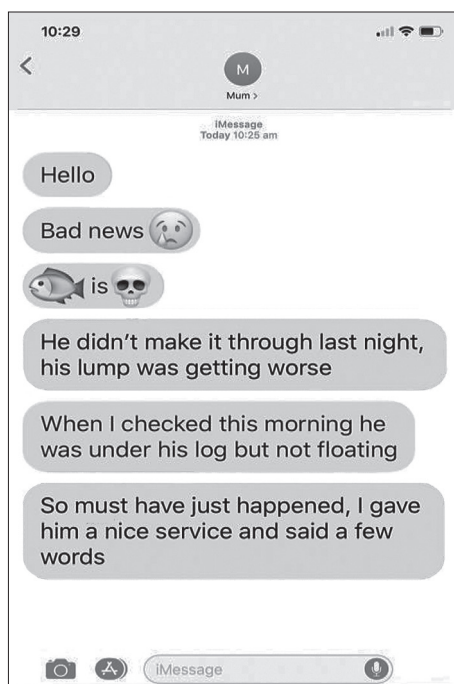 10:29
M
Mum >
iMessage
Today 10:25 am
Hello
Bad news 😢
🐟 is 💀
He didn't make it through last night,
his lump was getting worse
When I checked this morning he
was under his log but not floating
So must have just happened, I gave
him a nice service and said a few
words
iMessage